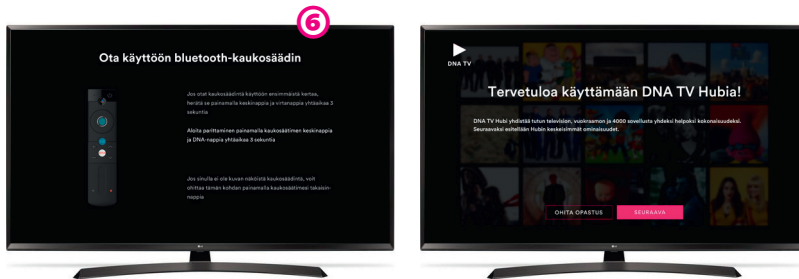 6
Ota käyttöön bluetooth-kaukosäädin
Jos otat kaukosäädintä käyttöön ensimmäistä kertaa,
herätä se painamalla keskinappia ja virtanappia yhtäaikaa 3
sekuntia
Aloita parittaminen painamalla kaukosäätimen keskinappia
ja DNA-nappia yhtäaikaa 3 sekuntia
Jos sinulla ei ole kuvan näköistä kaukosäädintä, voit
ohittaa tämän kohdan painamalla kaukosäätimesi takaisin-
nappia
DNA TV
Tervetuloa käyttämään DNA TV Hubia!
DNA TV Hubi yhdistää tutun television, vuokraamon ja 4000 sovellusta yhdeksi helpoksi kokonaisuudeksi.
Seuraavaksi esitellään Hubin keskeisimmät ominaisuudet.
OHITA OPASTUS
SEURAAVA